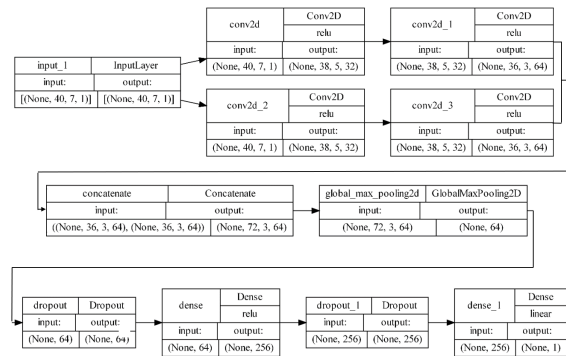 input_1 InputLayer
input: output:
[(None, 40, 7, 1)] [(None, 40, 7, 1)]
conv2d Conv2D
relu
input: output:
(None, 40, 7, 1) (None, 38, 5, 32)
conv2d_1 Conv2D
relu
input: output:
(None, 38, 5, 32) (None, 36, 3, 64)
conv2d_2 Conv2D
relu
input: output:
(None, 40, 7, 1) (None, 38, 5, 32)
conv2d_3 Conv2D
relu
input: output:
(None, 38, 5, 32) (None, 36, 3, 64)
concatenate Concatenate
input: output:
((None, 36, 3, 64), (None, 36, 3, 64)) (None, 72, 3, 64)
global_max_pooling2d GlobalMaxPooling2D
input: output:
(None, 72, 3, 64) (None, 64)
dropout Dropout
input: output:
(None, 64) (None, 64)
dense Dense
relu
input: output:
(None, 64) (None, 256)
dropout_1 Dropout
input: output:
(None, 256) (None, 256)
dense_1 Dense
linear
input: output:
(None, 256) (None, 1)